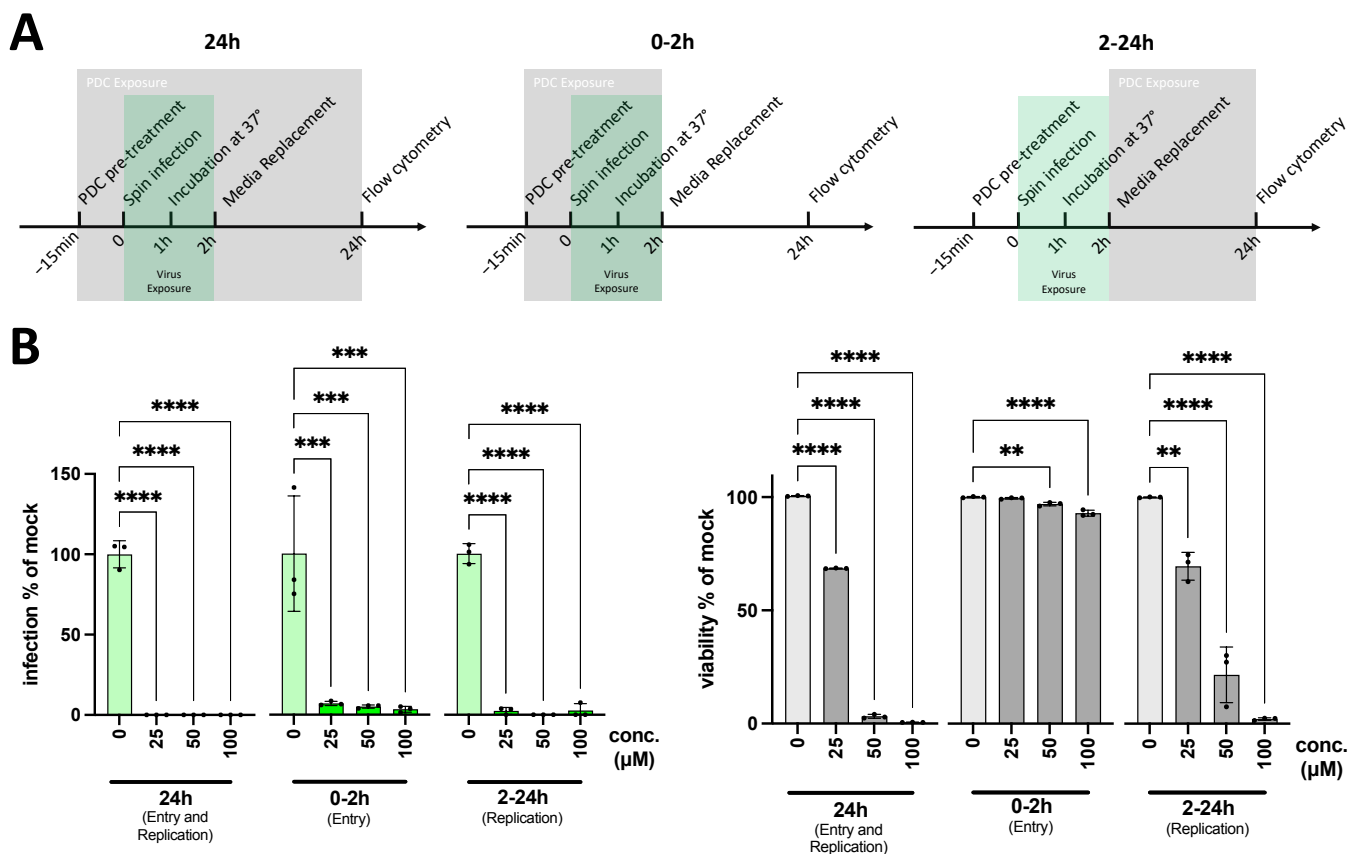 A
24h
PDC Exposure
PDC pre-treatment
Spin infection
Incubation at 37°
Media Replacement
Flow cytometry
−15min
0
1h
2h
24h
Virus
Exposure
0-2h
PDC Exposure
PDC pre-treatment
Spin infection
Incubation at 37°
Media Replacement
Flow cytometry
−15min
0
1h
2h
24h
Virus
Exposure
2-24h
PDC Exposure
PDC pre-treatment
Spin infection
Incubation at 37°
Media Replacement
Flow cytometry
−15min
0
1h
2h
24h
Virus
Exposure
B
infection % of mock
150
100
50
0
****
****
****
0 25 50 100
24h
(Entry and
Replication)
***
***
***
0 25 50 100
0-2h
(Entry)
****
****
****
0 25 50 100
2-24h
(Replication)
conc.
(µM)
viability % of mock
100
50
0
****
****
****
0 25 50 100
24h
(Entry and
Replication)
****
**
0 25 50 100
0-2h
(Entry)
****
****
**
0 25 50 100
2-24h
(Replication)
conc.
(µM)